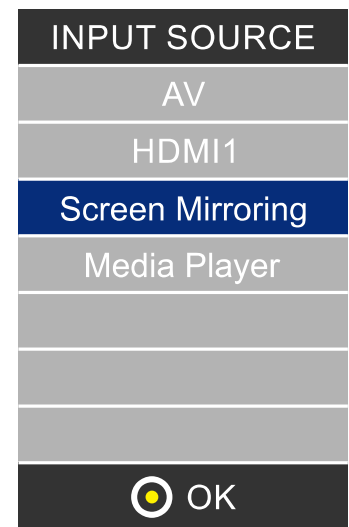 INPUT SOURCE
AV
HDMI1
Screen Mirroring
Media Player
OK